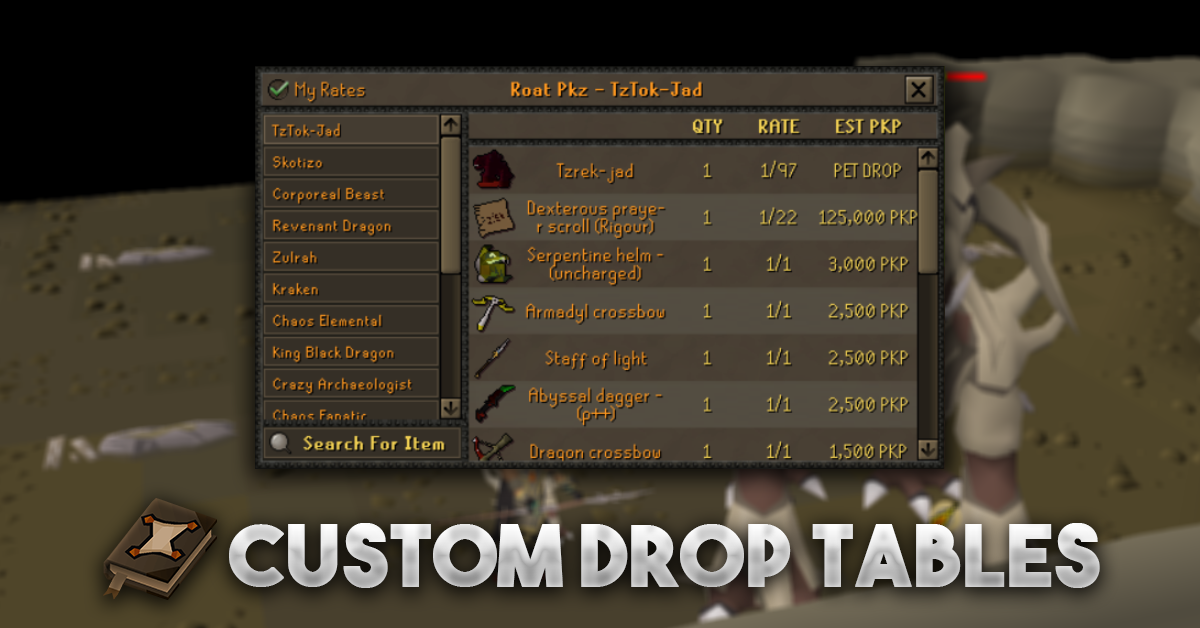 My Rates
Roat Pkz - TzTok-Jad
TzTok-Jad
Skotizo
Corporeal Beast
Revenant Dragon
Zulrah
Kraken
Chaos Elemental
King Black Dragon
Crazy Archaeologist
Chaos Fanatic
Search For Item
QTY RATE EST PKP
Tzrek-jad 1 1/97 PET DROP
Dexterous praye-
r scroll (Rigour) 1 1/22 125,000 PKP
Serpentine helm -
(uncharged) 1 1/1 3,000 PKP
Armadyl crossbow 1 1/1 2,500 PKP
Staff of light 1 1/1 2,500 PKP
Abyssal dagger -
(p++) 1 1/1 2,500 PKP
Dragon crossbow 1 1/1 1,500 PKP
CUSTOM DROP TABLES